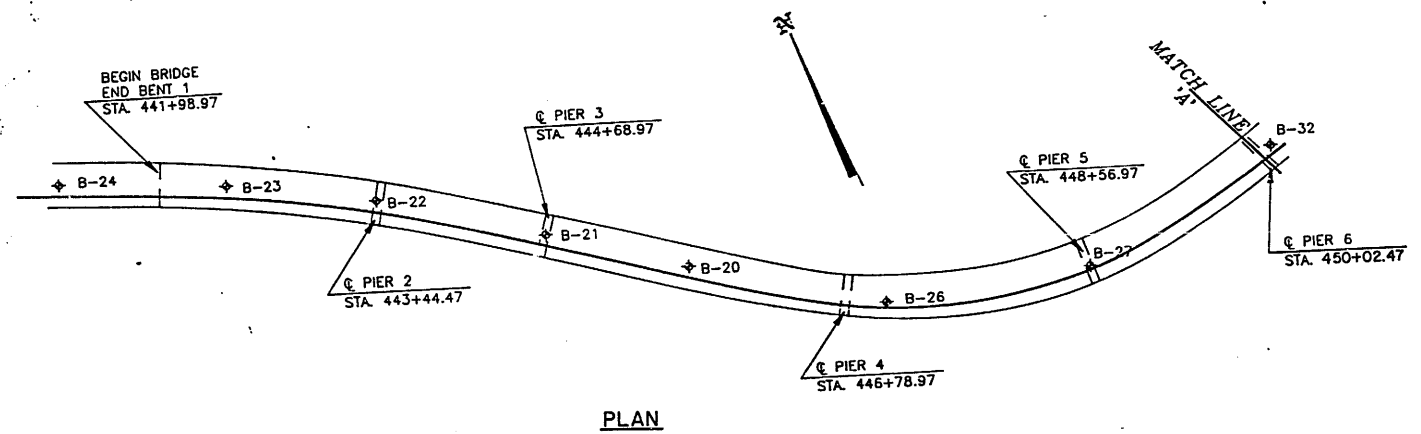 BEGIN BRIDGE
END BENT 1
STA. 441+98.97
℄ PIER 3
STA. 444+68.97
N
MATCH LINE
'A'
B-32
℄ PIER 5
STA. 448+56.97
B-24
B-23
B-22
B-21
B-20
B-26
B-27
℄ PIER 6
STA. 450+02.47
℄ PIER 2
STA. 443+44.47
℄ PIER 4
STA. 446+78.97
PLAN